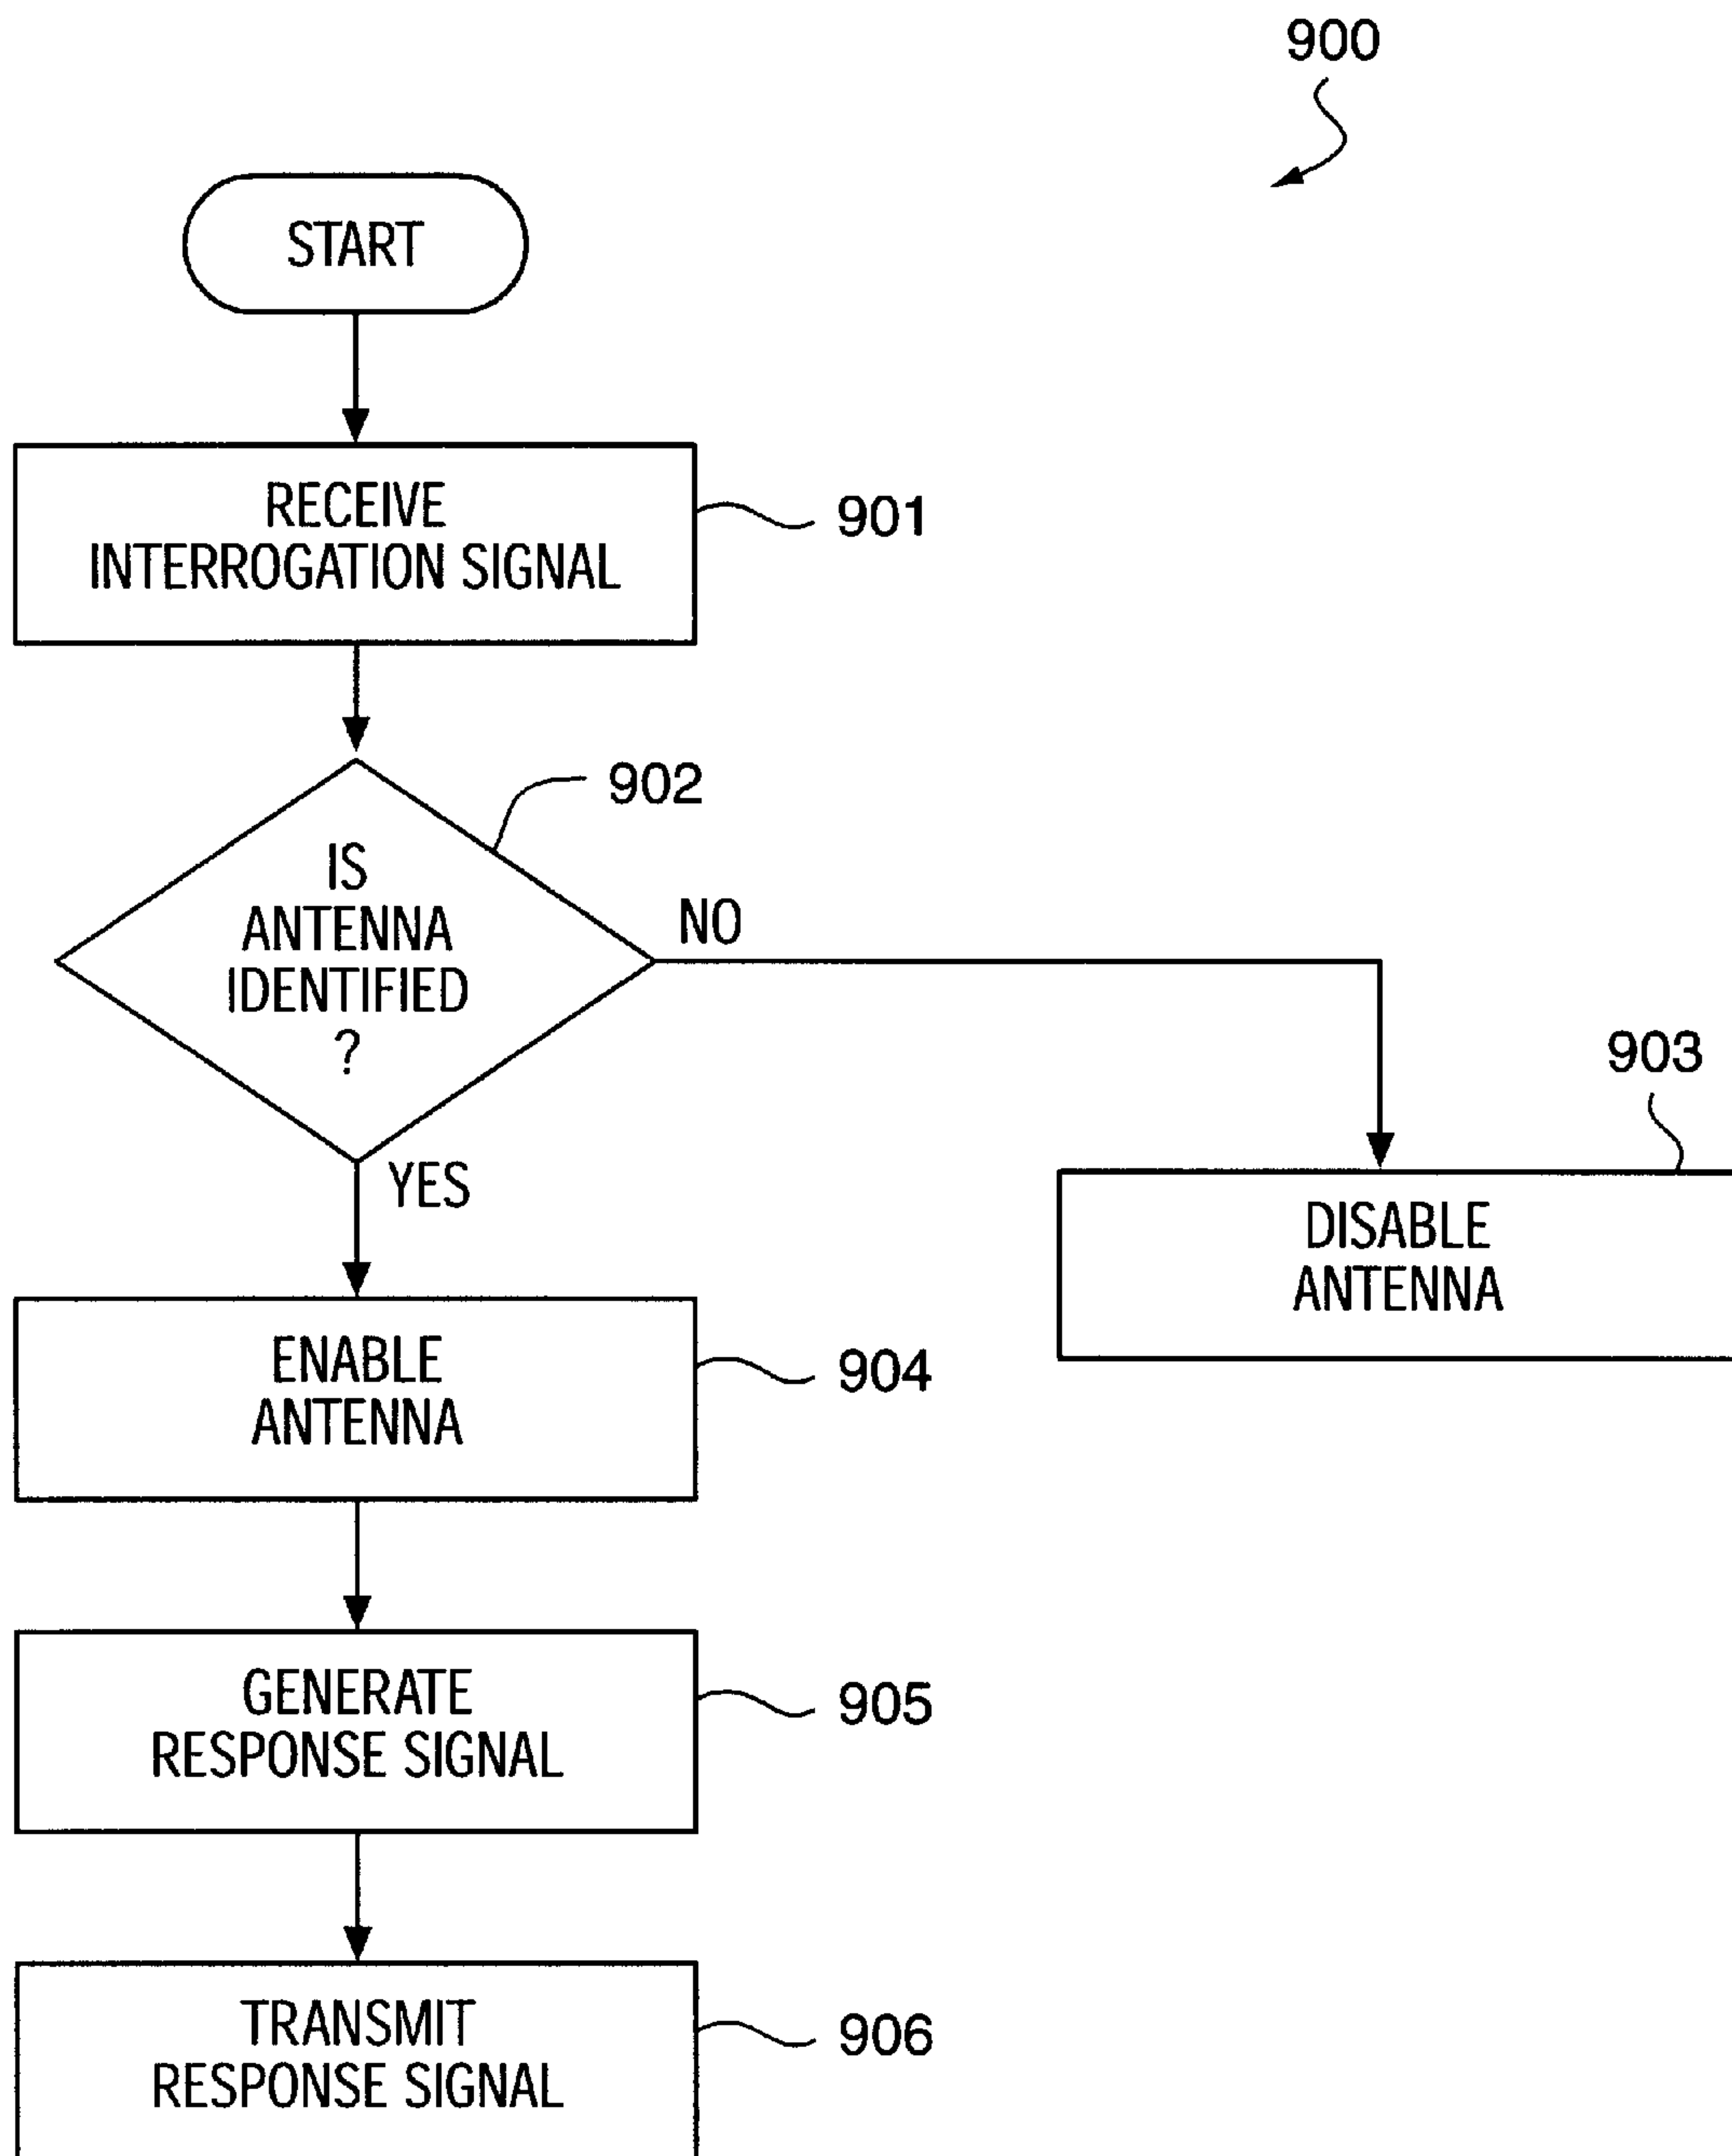 900
START
RECEIVE
INTERROGATION SIGNAL
901
902
IS
ANTENNA
IDENTIFIED
?
NO
YES
903
DISABLE
ANTENNA
ENABLE
ANTENNA
904
GENERATE
RESPONSE SIGNAL
905
TRANSMIT
RESPONSE SIGNAL
906